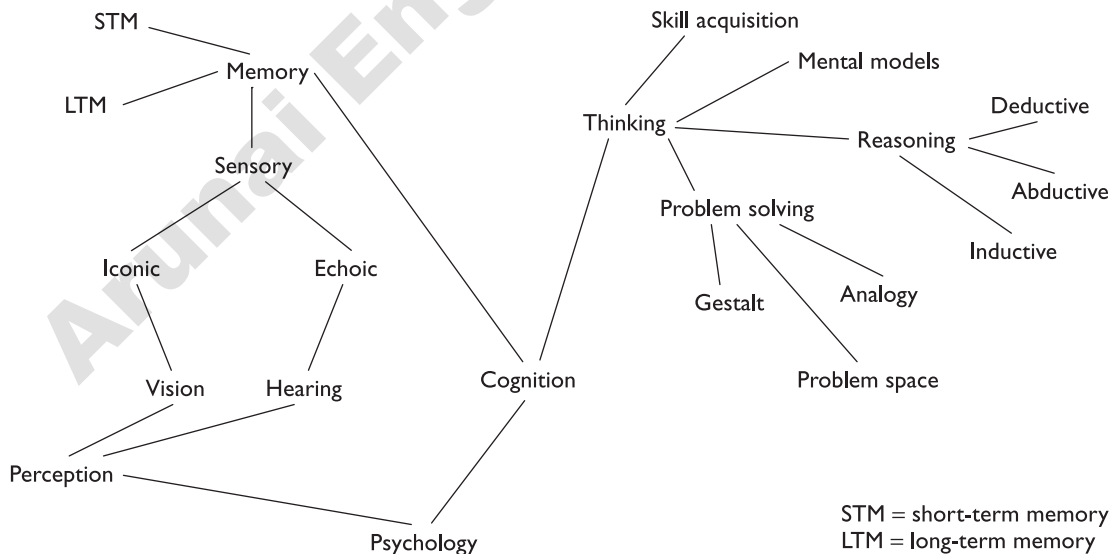 Skill acquisition
STM
Memory
Mental models
LTM
Thinking
Deductive
Reasoning
Sensory
Abductive
Problem solving
Inductive
Iconic
Echoic
Gestalt
Analogy
Vision
Hearing
Cognition
Problem space
Perception
Psychology
STM = short-term memory
LTM = long-term memory
Arunai